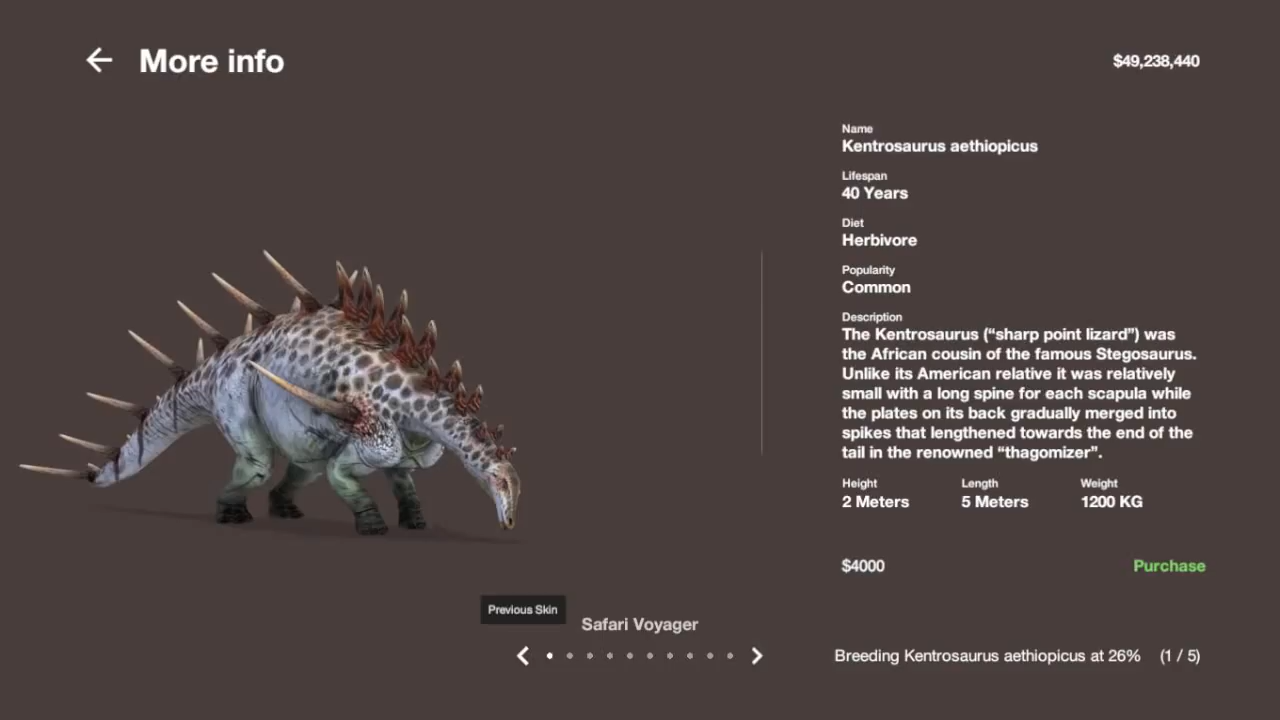 More info
$49,238,440
Name
Kentrosaurus aethiopicus
Lifespan
40 Years
Diet
Herbivore
Popularity
Common
Description
The Kentrosaurus (“sharp point lizard”) was
the African cousin of the famous Stegosaurus.
Unlike its American relative it was relatively
small with a long spine for each scapula while
the plates on its back gradually merged into
spikes that lengthened towards the end of the
tail in the renowned “thagomizer”.
Height Length Weight
2 Meters 5 Meters 1200 KG
$4000 Purchase
Previous Skin
Safari Voyager
Breeding Kentrosaurus aethiopicus at 26% (1 / 5)